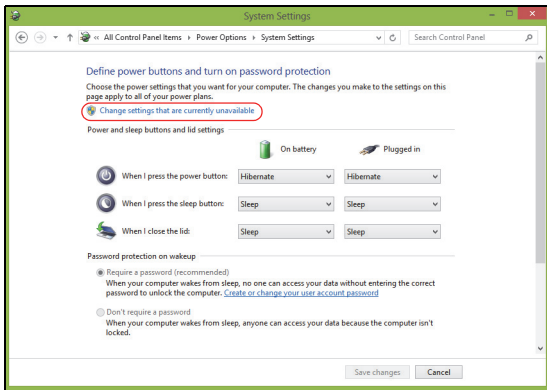 System Settings
« All Control Panel Items ▸ Power Options ▸ System Settings
Search Control Panel
Define power buttons and turn on password protection
Choose the power settings that you want for your computer. The changes you make to the settings on this
page apply to all of your power plans.
Change settings that are currently unavailable
Power and sleep buttons and lid settings
On battery Plugged in
When I press the power button: Hibernate Hibernate
When I press the sleep button: Sleep Sleep
When I close the lid: Sleep Sleep
Password protection on wakeup
Require a password (recommended)
When your computer wakes from sleep, no one can access your data without entering the correct
password to unlock the computer. Create or change your user account password
Don't require a password
When your computer wakes from sleep, anyone can access your data because the computer isn't
locked.
Save changes Cancel